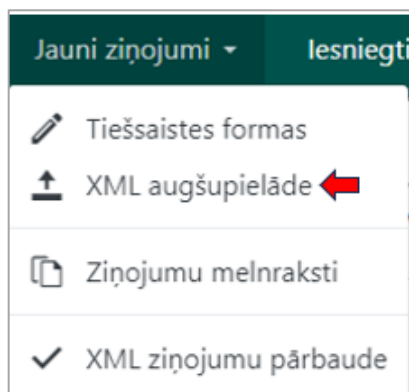 Jauni ziņojumi Iesniegti
Tiešsaistes formas
XML augšupielāde
Ziņojumu melnraksti
XML ziņojumu pārbaude